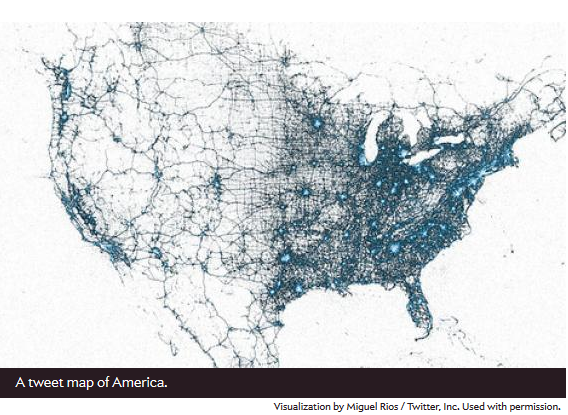 A tweet map of America.
Visualization by Miguel Rios / Twitter, Inc. Used with permission.